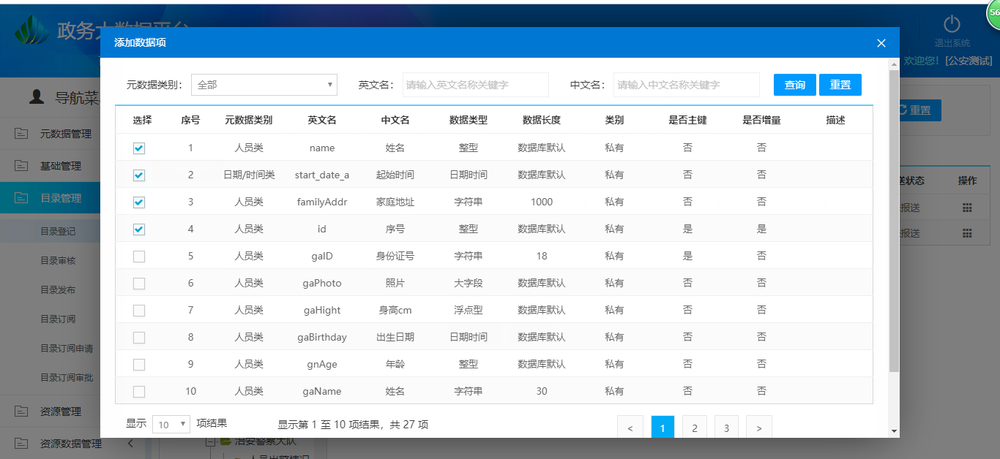 政务大数据平台
56
退出系统
欢迎您! [公安测试]
导航菜
元数据管理
基础管理
目录管理
目录登记
目录审核
目录发布
目录订阅
目录订阅申请
目录订阅审批
资源管理
资源数据管理
添加数据项
元数据类别: 全部 英文名: 请输入英文名称关键字 中文名: 请输入中文名称关键字 查询 重置
选择 序号 元数据类别 英文名 中文名 数据类型 数据长度 类别 是否主键 是否增量 描述
1 人员类 name 姓名 整型 数据库默认 私有 否 否
2 日期/时间类 start_date_a 起始时间 日期时间 数据库默认 私有 否 否
3 人员类 familyAddr 家庭地址 字符串 1000 私有 否 否
4 人员类 id 序号 整型 数据库默认 私有 是 是
5 人员类 gaID 身份证号 字符串 18 私有 是 否
6 人员类 gaPhoto 照片 大字段 数据库默认 私有 否 否
7 人员类 gaHight 身高cm 浮点型 数据库默认 私有 否 否
8 人员类 gaBirthday 出生日期 日期时间 数据库默认 私有 否 否
9 人员类 gnAge 年龄 整型 数据库默认 私有 否 否
10 人员类 gaName 姓名 字符串 30 私有 否 否
显示 10 项结果 显示第 1 至 10 项结果，共 27 项 < 1 2 3 >
重置
送状态 操作
报送
报送
治安警察大队
人员出警情况